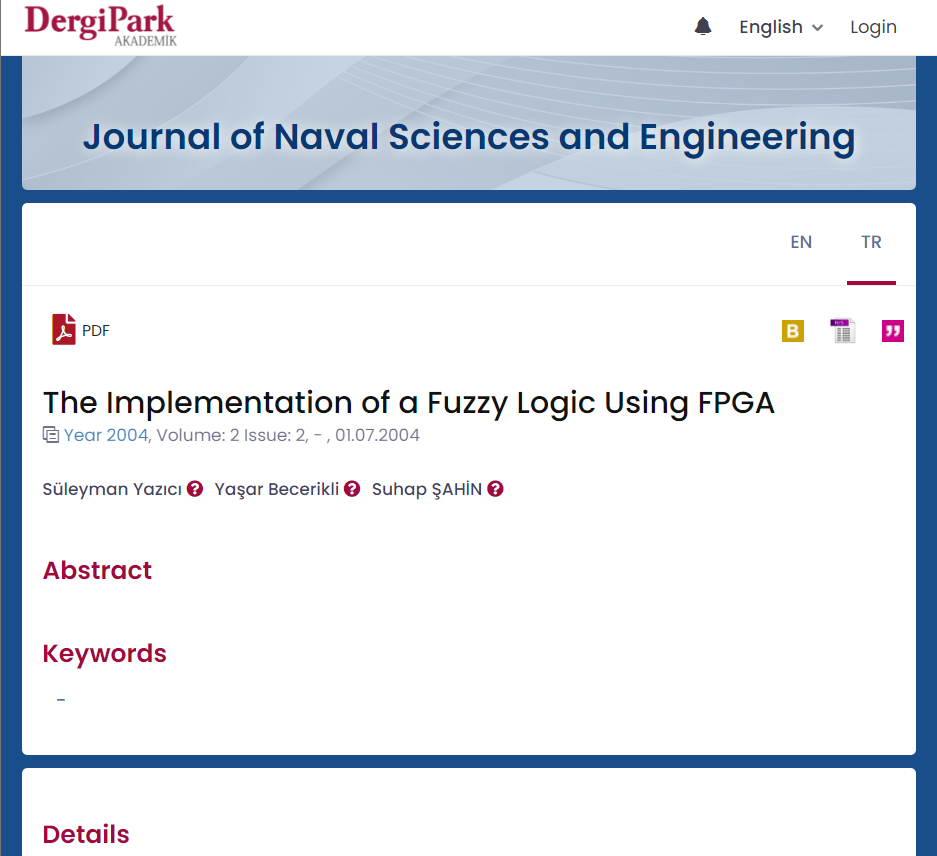 DergiPark
AKADEMİK
English Login
Journal of Naval Sciences and Engineering
EN TR
PDF
B RIS ”
The Implementation of a Fuzzy Logic Using FPGA
Year 2004, Volume: 2 Issue: 2, - , 01.07.2004
Süleyman Yazıcı ? Yaşar Becerikli ? Suhap ŞAHİN ?
Abstract
Keywords
-
Details